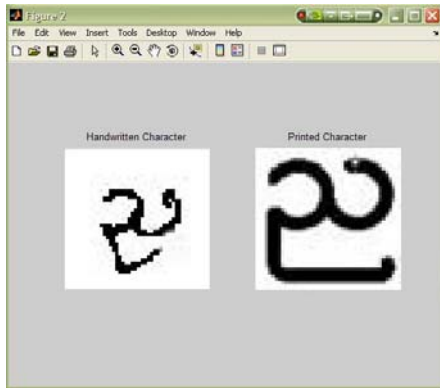 Figure 2
File Edit View Insert Tools Desktop Window Help
Handwritten Character Printed Character
ಜ ಜ